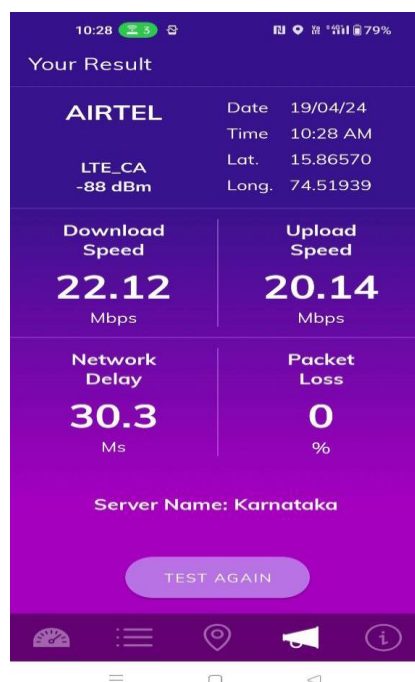 10:28 3 79%
Your Result
AIRTEL
LTE_CA
-88 dBm
Date 19/04/24
Time 10:28 AM
Lat. 15.86570
Long. 74.51939
Download
Speed
22.12
Mbps
Upload
Speed
20.14
Mbps
Network
Delay
30.3
Ms
Packet
Loss
0
%
Server Name: Karnataka
TEST AGAIN